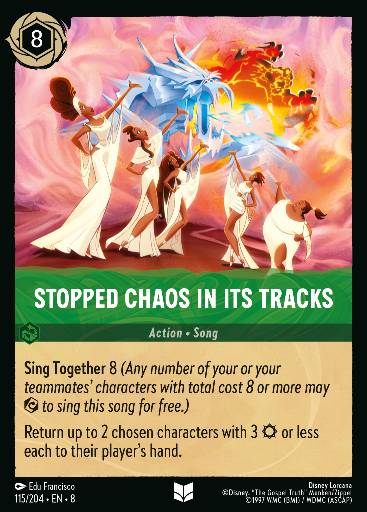 8
STOPPED CHAOS IN ITS TRACKS
Action • Song
Sing Together 8 (Any number of your or your
teammates' characters with total cost 8 or more may
to sing this song for free.)
Return up to 2 chosen characters with 3 or less
each to their player's hand.
Edu Francisco
115/204 • EN • 8
Disney Lorcana
©Disney, "The Gospel Truth" Menken/Zippel
©1997 WMC (BMI) / WDMC (ASCAP)